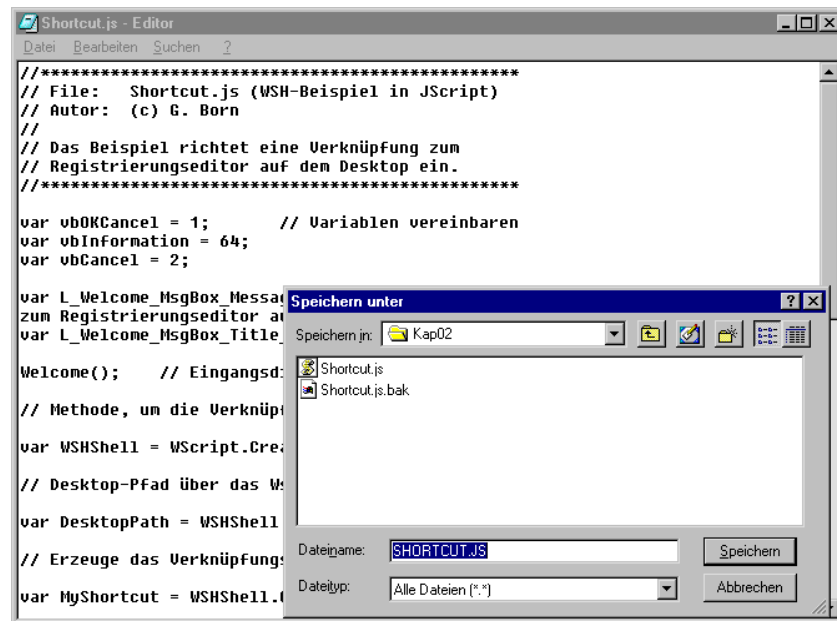 Shortcut.js - Editor
Datei Bearbeiten Suchen ?
//************************************************
// File:   Shortcut.js (WSH-Beispiel in JScript)
// Autor:  (c) G. Born
//
// Das Beispiel richtet eine Verknüpfung zum
// Registrierungseditor auf dem Desktop ein.
//************************************************
var vbOKCancel = 1;       // Variablen vereinbaren
var vbInformation = 64;
var vbCancel = 2;
var L_Welcome_MsgBox_Messa
zum Registrierungseditor a
var L_Welcome_MsgBox_Title_
Welcome();    // Eingangsd
// Methode, um die Verknüp
var WSHShell = WScript.Cre
// Desktop-Pfad über das Ws
var DesktopPath = WSHShell
// Erzeuge das Verknüpfung
var MyShortcut = WSHShell.
Speichern unter
Speichern in: Kap02
Shortcut.js
Shortcut.js.bak
Dateiname: SHORTCUT.JS Speichern
Dateityp: Alle Dateien (*.*) Abbrechen